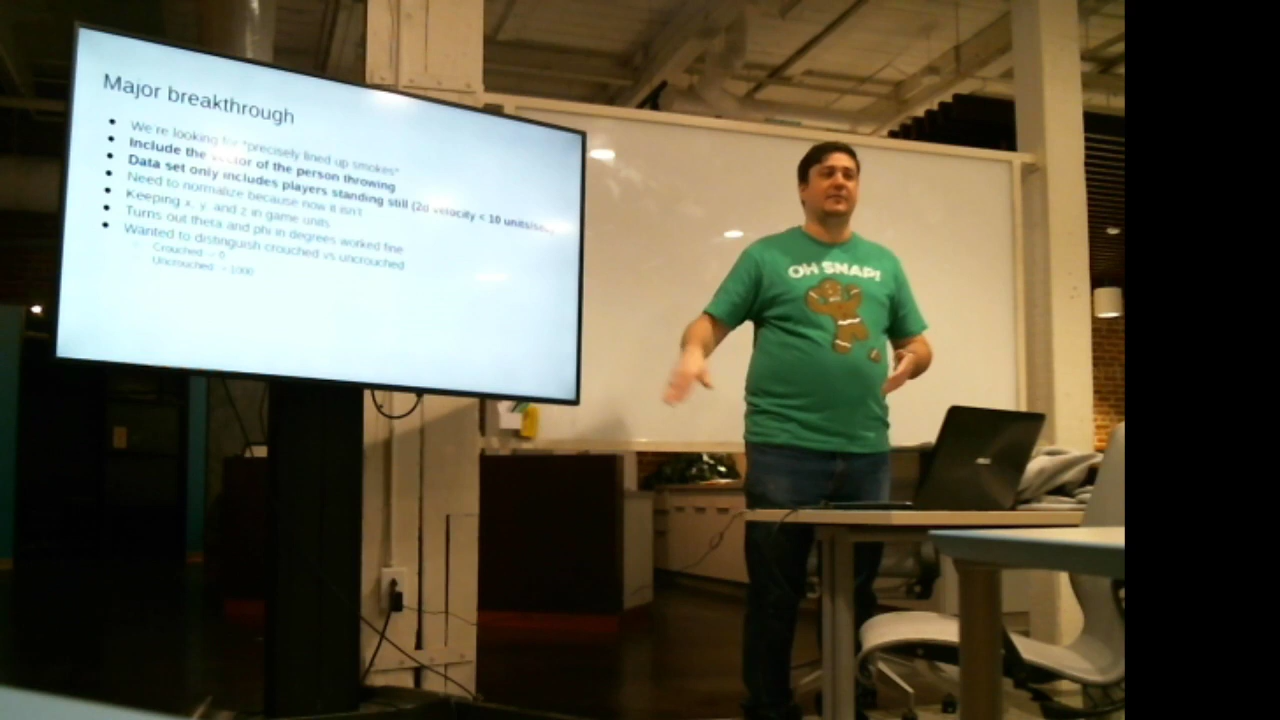 Major breakthrough
We're looking for "precisely lined up smokes"
Include the vector of the person throwing
Data set only includes players standing still (2d velocity < 10 units/sec)
Need to normalize because now it isn't
Keeping x, y, and z in game units
Turns out theta and phi in degrees worked fine
Wanted to distinguish crouched vs uncrouched
Crouched → 0
Uncrouched → 1000
OH SNAP!